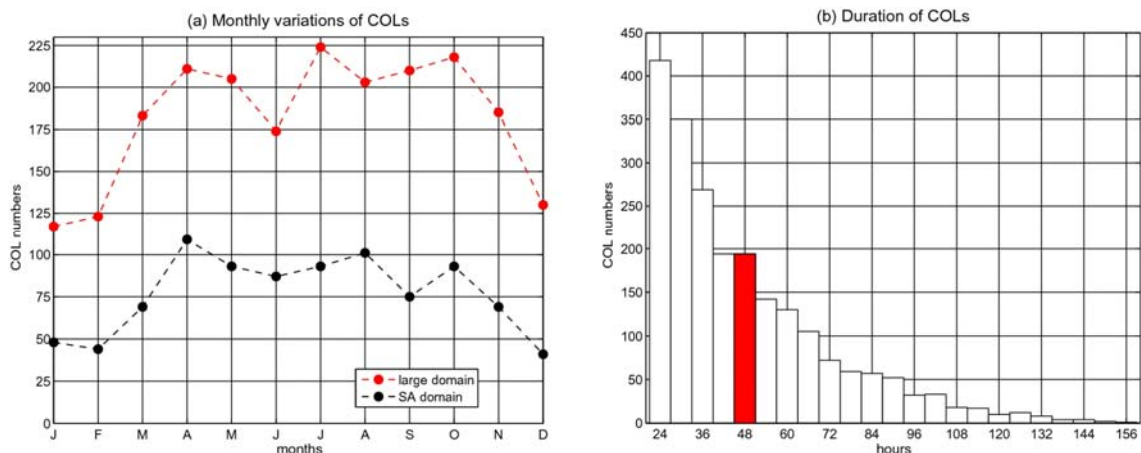 (a) Monthly variations of COLs
225
200
175
150
125
100
75
50
25
0
COL numbers
J F M A M J J A S O N D
months
large domain
SA domain
(b) Duration of COLs
450
400
350
300
250
200
150
100
50
0
COL numbers
24 36 48 60 72 84 96 108 120 132 144 156
hours